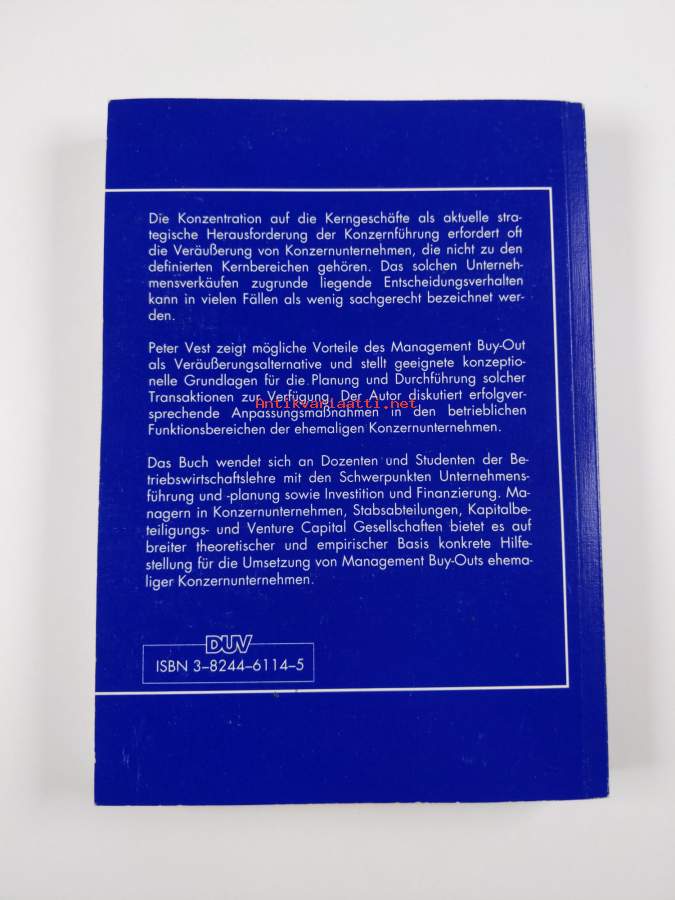 Die Konzentration auf die Kerngeschäfte als aktuelle stra-
tegische Herausforderung der Konzernführung erfordert oft
die Veräußerung von Konzernunternehmen, die nicht zu den
definierten Kernbereichen gehören. Das solchen Unterneh-
mensverkäufen zugrunde liegende Entscheidungsverhalten
kann in vielen Fällen als wenig sachgerecht bezeichnet wer-
den.
Peter Vest zeigt mögliche Vorteile des Management Buy-Out
als Veräußerungsalternative und stellt geeignete konzeptio-
nelle Grundlagen für die Planung und Durchführung solcher
Transaktionen zur Verfügung. Der Autor diskutiert erfolgver-
Antikvariaatti.net
sprechende Anpassungsmaßnahmen in den betrieblichen
Funktionsbereichen der ehemaligen Konzernunternehmen.
Das Buch wendet sich an Dozenten und Studenten der Be-
triebswirtschaftslehre mit den Schwerpunkten Unternehmens-
führung und -planung sowie Investition und Finanzierung. Ma-
nagern in Konzernunternehmen, Stabsabteilungen, Kapitalbe-
teiligungs- und Venture Capital Gesellschaften bietet es auf
breiter theoretischer und empirischer Basis konkrete Hilfe-
stellung für die Umsetzung von Management Buy-Outs ehema-
liger Konzernunternehmen.
DUV
ISBN 3–8244–6114–5